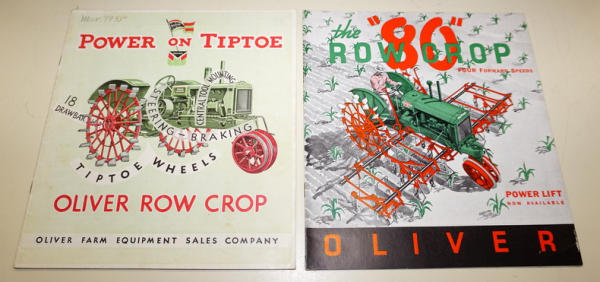 POWER ON TIPTOE
18
DRAWBAR
STEERING - BRAKING
CENTRAL TOOL
MOUNTING
TIPTOE WHEELS
OLIVER ROW CROP
OLIVER FARM EQUIPMENT SALES COMPANY
the "80"
ROW CROP
FOUR FORWARD SPEEDS
POWER LIFT
NOW AVAILABLE
OLIVER